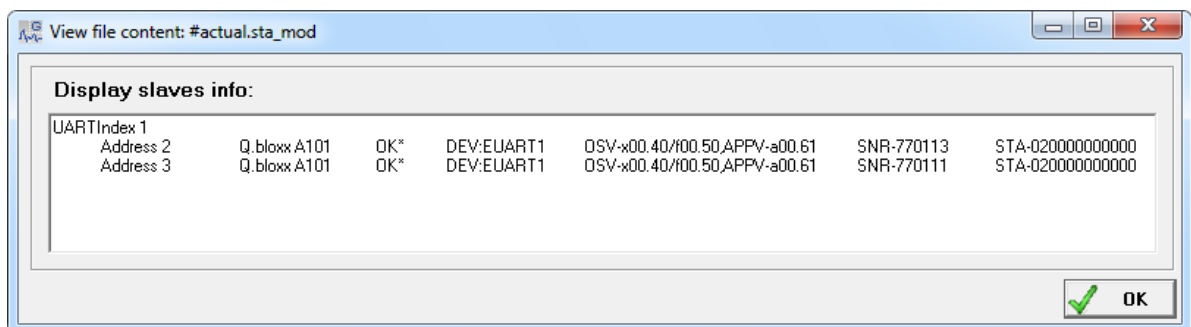 View file content: #actual.sta_mod
Display slaves info:
UARTIndex 1
Address 2 Q.bloxx A101 OK* DEV:EUART1 OSV-x00.40/f00.50,APPV-a00.61 SNR-770113 STA-020000000000
Address 3 Q.bloxx A101 OK* DEV:EUART1 OSV-x00.40/f00.50,APPV-a00.61 SNR-770111 STA-020000000000
OK